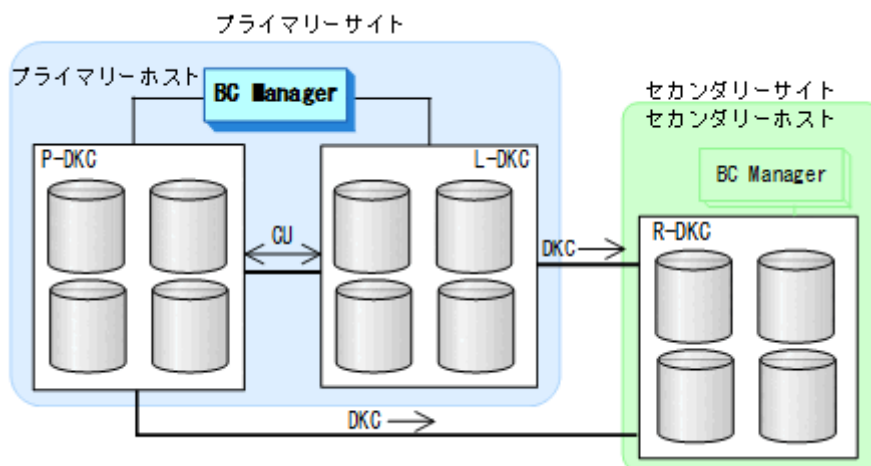 プライマリーサイト
プライマリーホスト
BC Manager
セカンダリーサイト
セカンダリーホスト
BC Manager
P-DKC
L-DKC
R-DKC
CU
DKC
DKC